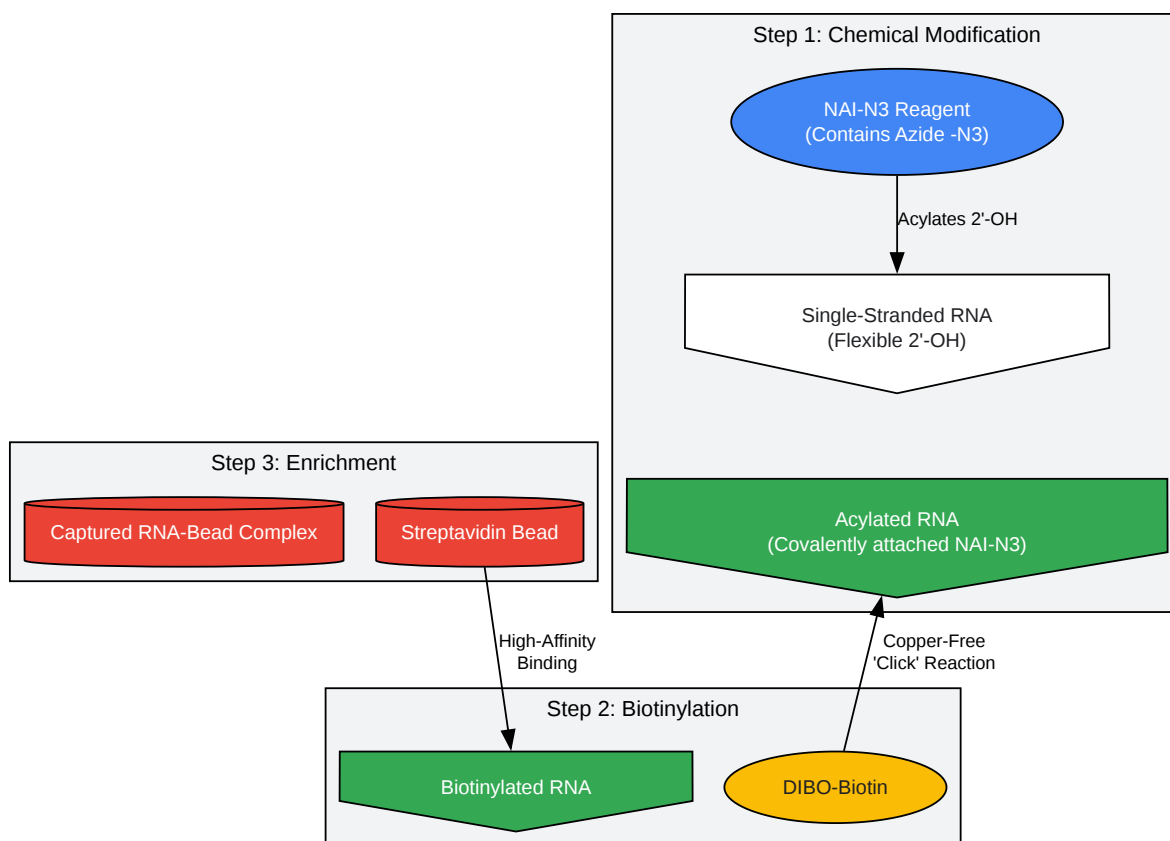 Step 1: Chemical Modification
NAI-N3 Reagent
(Contains Azide -N3)
Acylates 2'-OH
Single-Stranded RNA
(Flexible 2'-OH)
Acylated RNA
(Covalently attached NAI-N3)
Step 3: Enrichment
Captured RNA-Bead Complex
Streptavidin Bead
High-Affinity
Binding
Copper-Free
'Click' Reaction
Step 2: Biotinylation
Biotinylated RNA
DIBO-Biotin